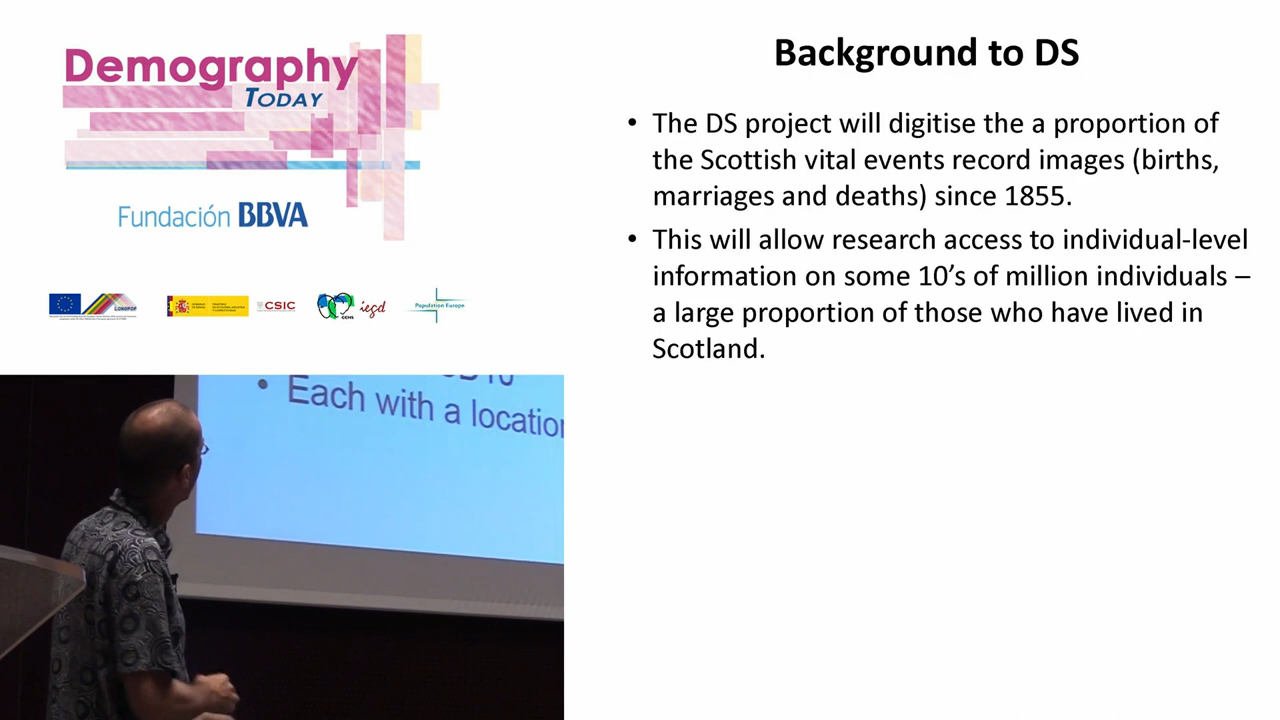 Demography
TODAY
Fundación BBVA
LONGPOP
CSIC
CCHS
iegd
Population Europe
Background to DS
• The DS project will digitise the a proportion of
the Scottish vital events record images (births,
marriages and deaths) since 1855.
• This will allow research access to individual-level
information on some 10’s of million individuals –
a large proportion of those who have lived in
Scotland.
• Each with a location